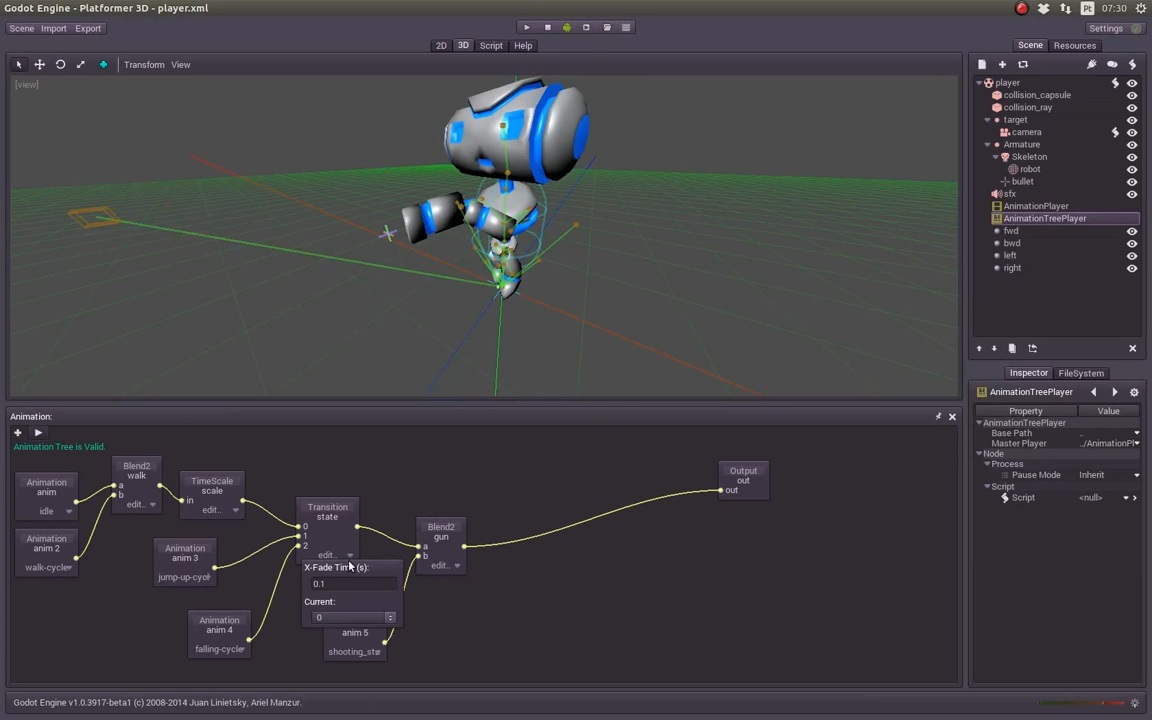 Godot Engine - Platformer 3D - player.xml
Pt
07:30
Scene Import Export
Settings
2D 3D Script Help
Scene Resources
Transform View
[view]
player
collision_capsule
collision_ray
target
camera
Armature
Skeleton
robot
bullet
sfx
AnimationPlayer
AnimationTreePlayer
fwd
bwd
left
right
Inspector FileSystem
AnimationTreePlayer
Property Value
AnimationTreePlayer
Base Path ..
Master Player ../AnimationPl
Node
Process
Pause Mode Inherit
Script
Script <null>
Animation:
Animation Tree is Valid.
Animation
anim
idle
Animation
anim 2
walk-cycle
Blend2
walk
a
b
edit..
TimeScale
scale
in
edit..
Animation
anim 3
jump-up-cycl
Animation
anim 4
falling-cycle
Transition
state
0
1
2
edit..
X-Fade Time (s):
0.1
Current:
0
anim 5
shooting_sta
Blend2
gun
a
b
edit..
Output
out
out
Godot Engine v1.0.3917-beta1 (c) 2008-2014 Juan Linietsky, Ariel Manzur.